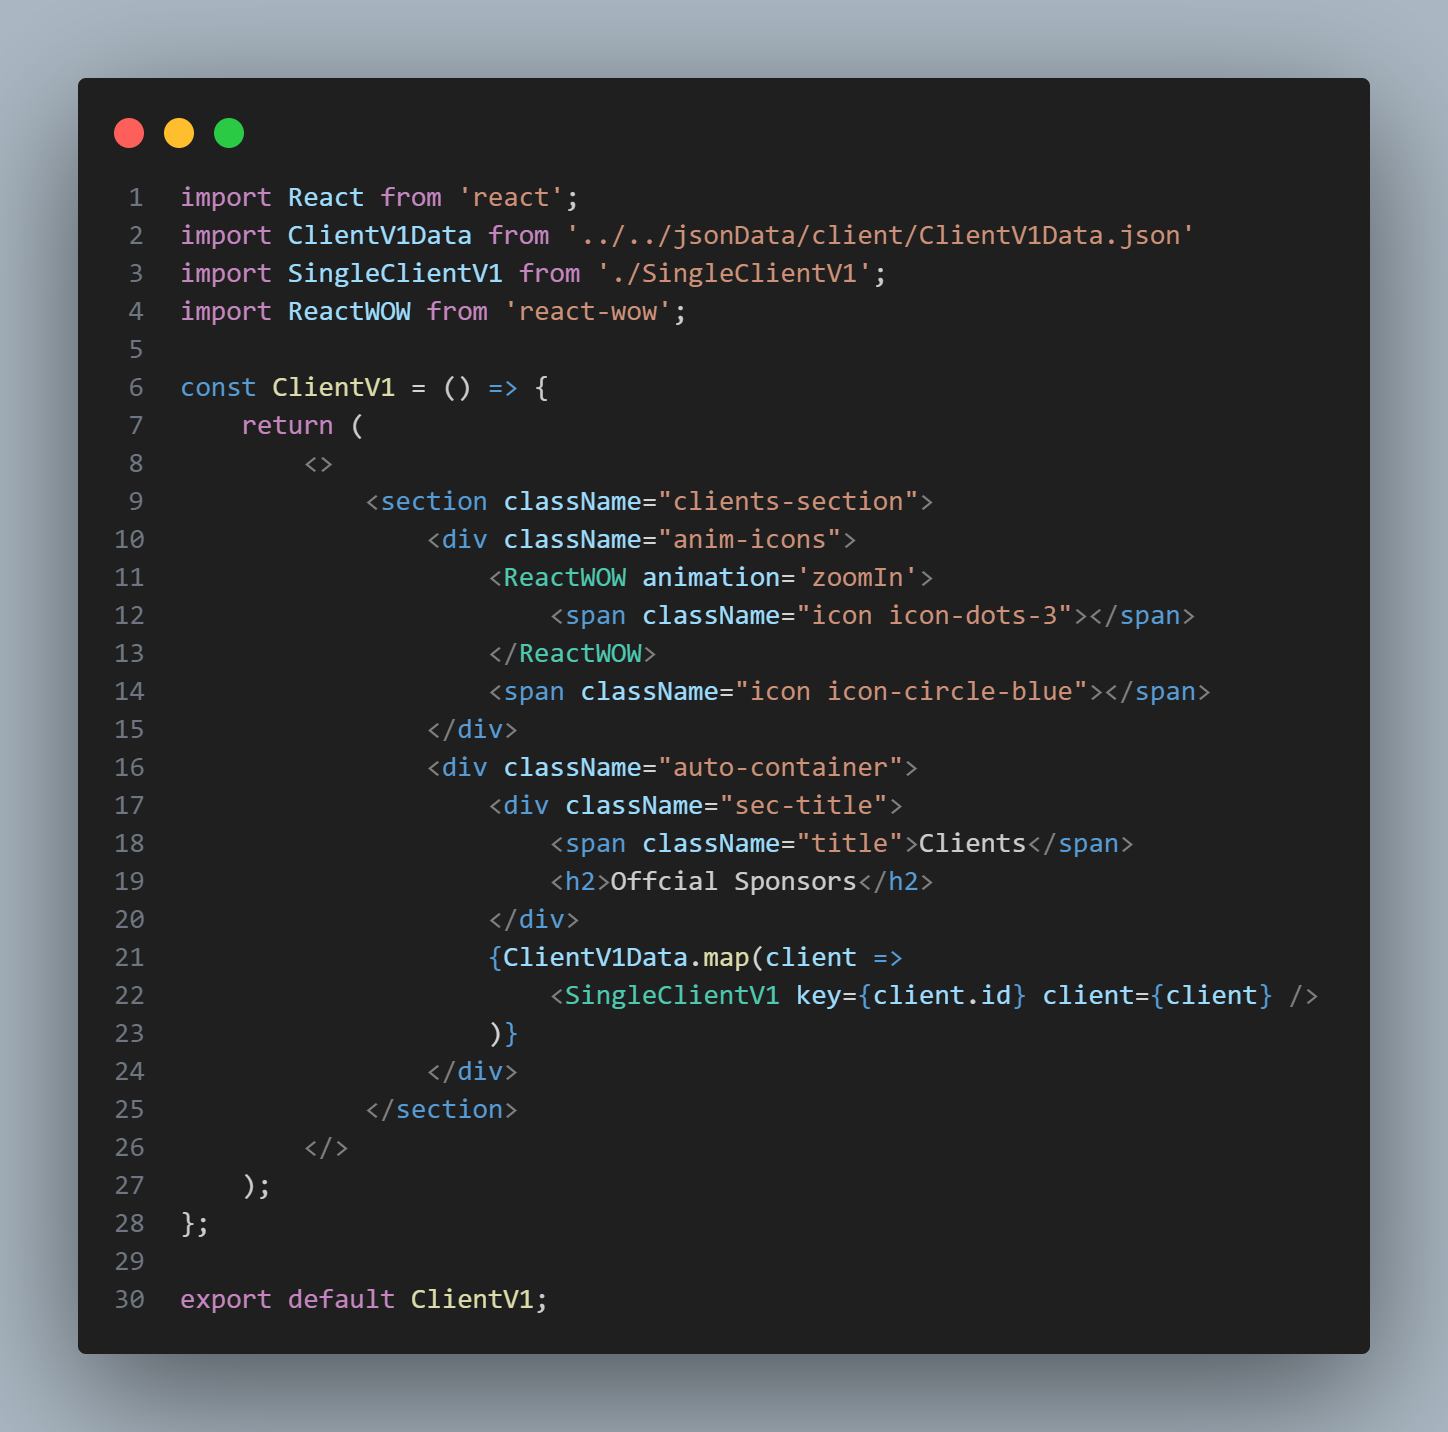 1 import React from 'react';
2 import ClientV1Data from '../../jsonData/client/ClientV1Data.json'
3 import SingleClientV1 from './SingleClientV1';
4 import ReactWOW from 'react-wow';
5
6 const ClientV1 = () => {
7     return (
8         <>
9             <section className="clients-section">
10                 <div className="anim-icons">
11                     <ReactWOW animation='zoomIn'>
12                         <span className="icon icon-dots-3"></span>
13                     </ReactWOW>
14                     <span className="icon icon-circle-blue"></span>
15                 </div>
16                 <div className="auto-container">
17                     <div className="sec-title">
18                         <span className="title">Clients</span>
19                         <h2>Offcial Sponsors</h2>
20                     </div>
21                     {ClientV1Data.map(client =>
22                         <SingleClientV1 key={client.id} client={client} />
23                     )}
24                 </div>
25             </section>
26         </>
27     );
28 };
29
30 export default ClientV1;